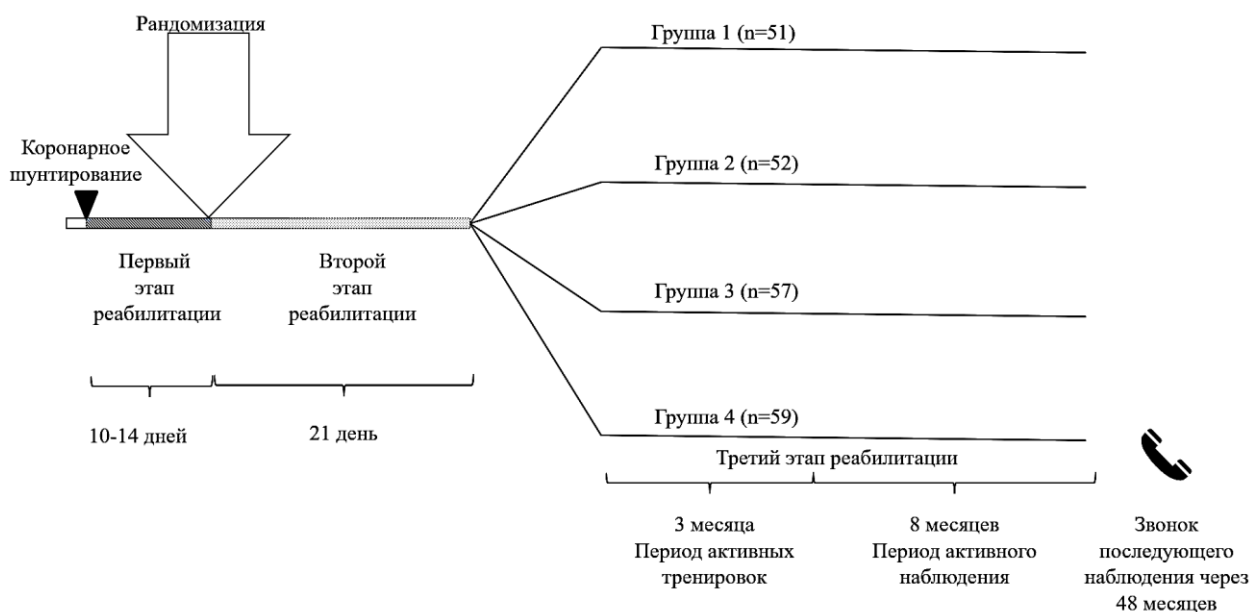 Рандомизация
Коронарное
шунтирование
Группа 1 (n=51)
Группа 2 (n=52)
Группа 3 (n=57)
Группа 4 (n=59)
Первый
этап
реабилитации
Второй
этап
реабилитации
10-14 дней
21 день
Третий этап реабилитации
3 месяца
Период активных
тренировок
8 месяцев
Период активного
наблюдения
Звонок
последующего
наблюдения через
48 месяцев